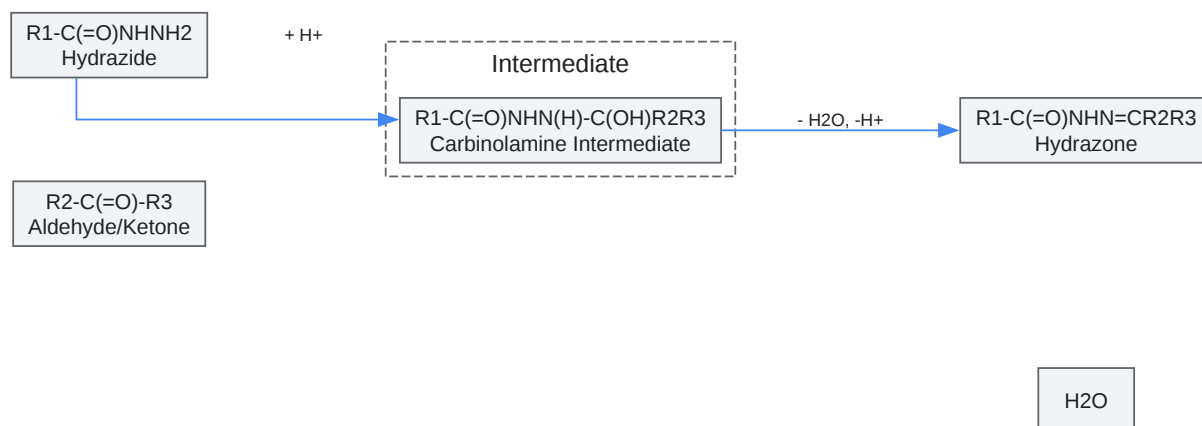 R1-C(=O)NHNH2
Hydrazide
+ H+
Intermediate
R1-C(=O)NHN(H)-C(OH)R2R3
Carbinolamine Intermediate
- H2O, -H+
R1-C(=O)NHN=CR2R3
Hydrazone
R2-C(=O)-R3
Aldehyde/Ketone
H2O